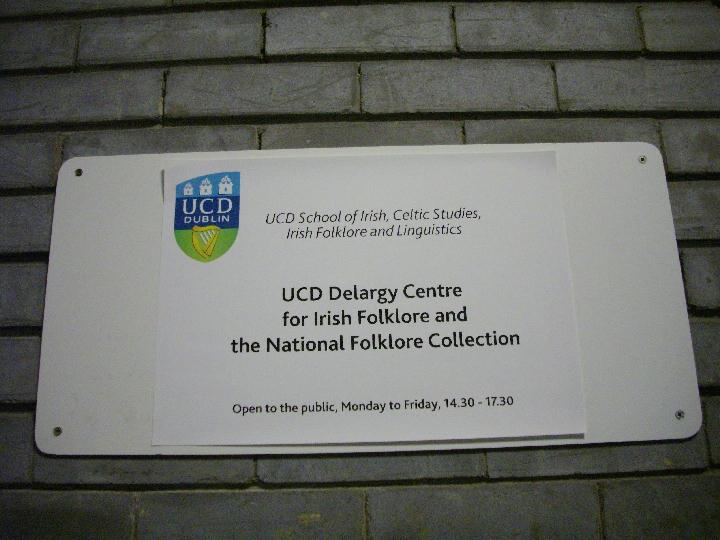 UCD
DUBLIN
UCD School of Irish, Celtic Studies,
Irish Folklore and Linguistics
UCD Delargy Centre
for Irish Folklore and
the National Folklore Collection
Open to the public, Monday to Friday, 14.30 - 17.30